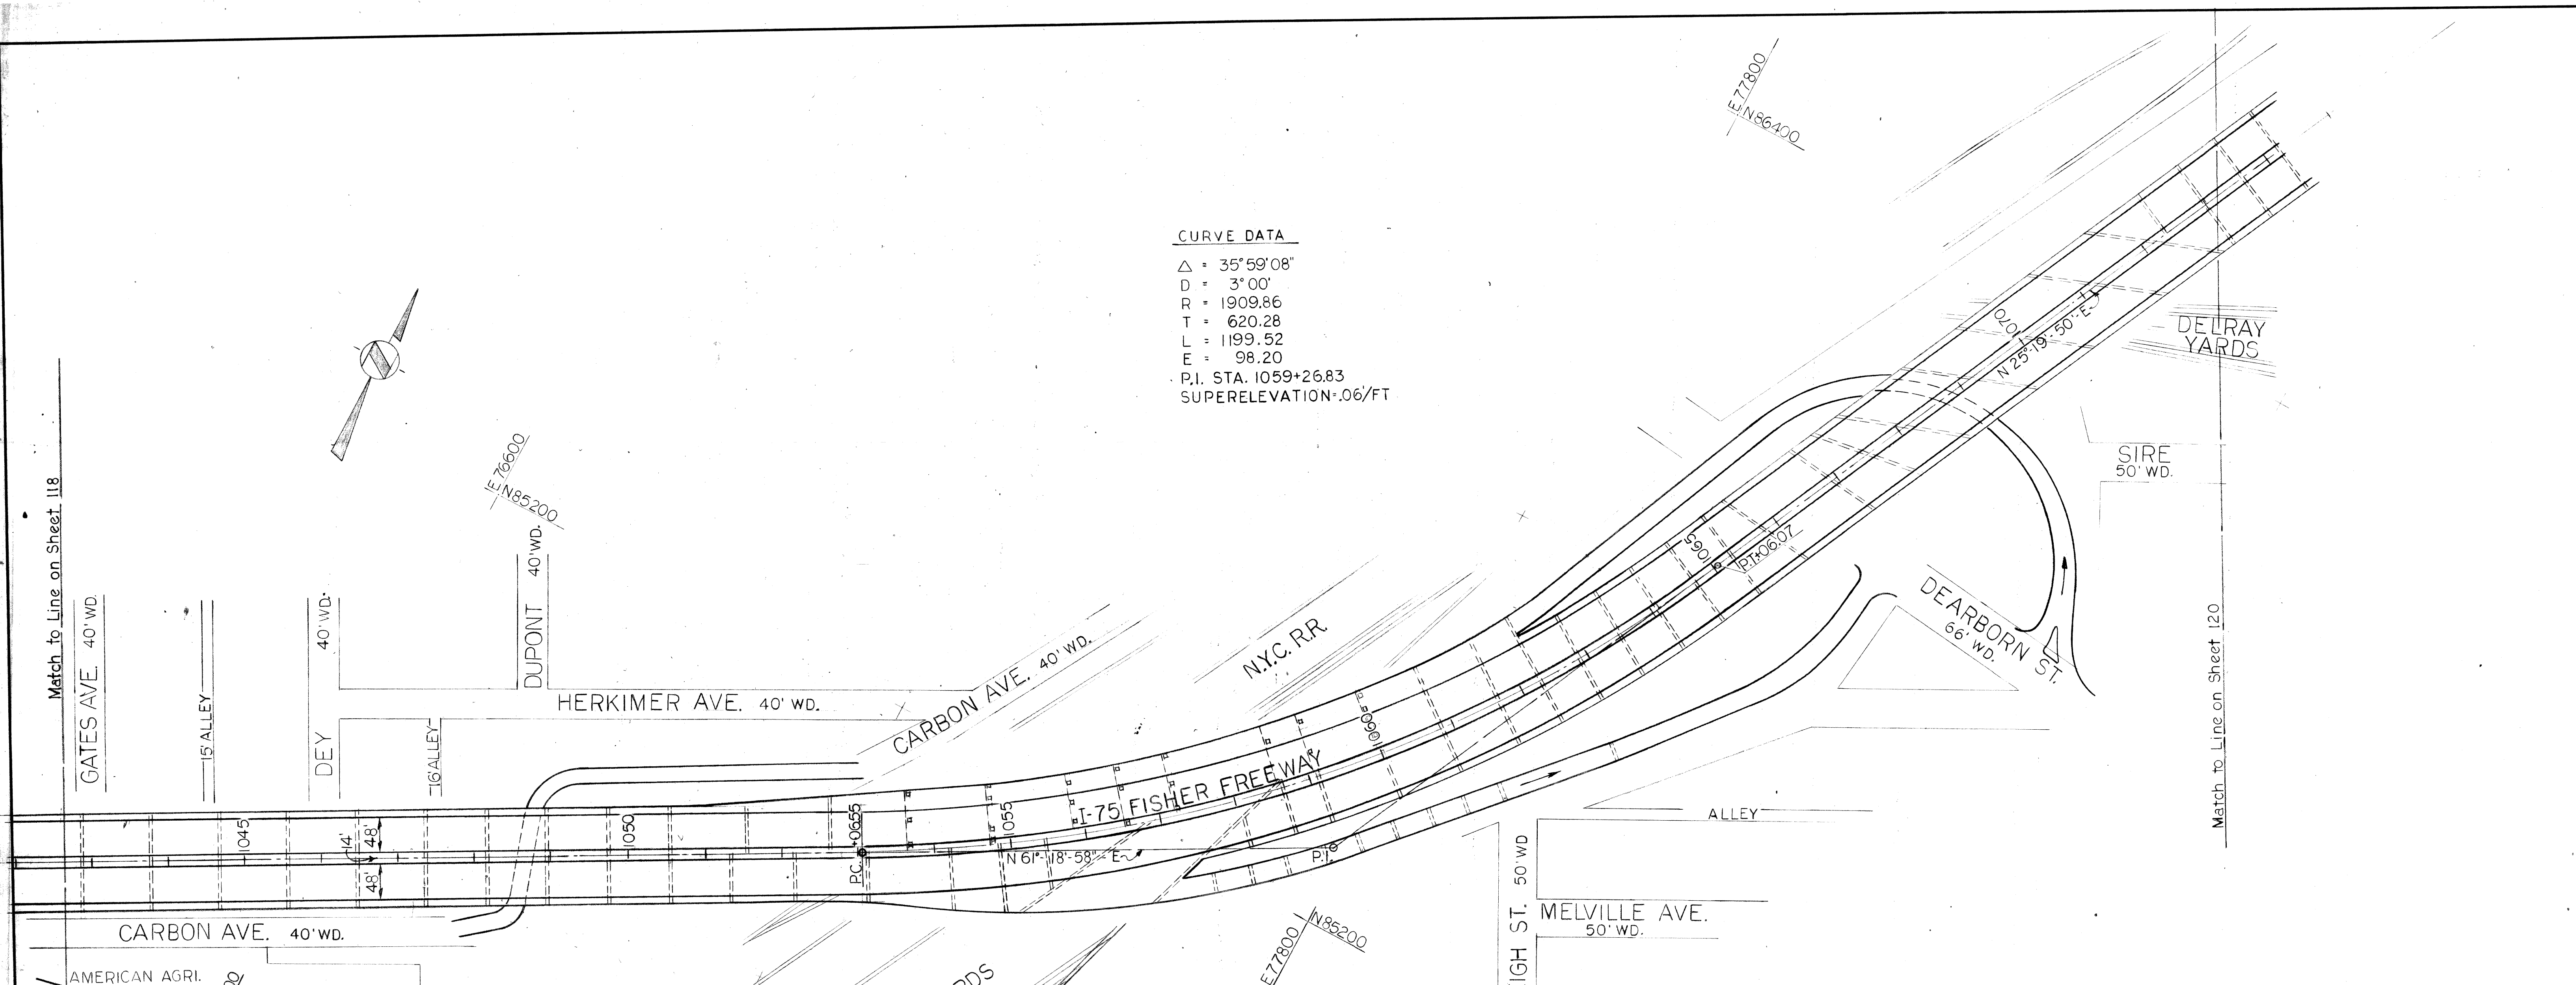 E77800
N86400
CURVE DATA
△ = 35°59'08"
D = 3°00'
R = 1909.86
T = 620.28
L = 1199.52
E = 98.20
P.I. STA. 1059+26.83
SUPERELEVATION=.06'/FT
DELRAY
YARDS
1070
N 25°-19'-50"-E
SIRE
50' WD.
E76600
N85200
Match to Line on Sheet 118
GATES AVE. 40' WD.
15' ALLEY
DEY 40' WD.
16' ALLEY
DUPONT 40' WD.
HERKIMER AVE. 40' WD.
CARBON AVE. 40' WD.
N.Y.C. R.R.
1065
P.T.+06.07
DEARBORN ST.
66' WD.
Match to Line on Sheet 120
1060
I-75 FISHER FREEWAY
1045
14'
48'
48'
1050
P.C. +06.55
1055
N 61°-18'-58"-E
P.I.
ALLEY
IGH ST. 50' WD
MELVILLE AVE.
50' WD.
CARBON AVE. 40' WD.
AMERICAN AGRI.
RDS
E77800
N85200